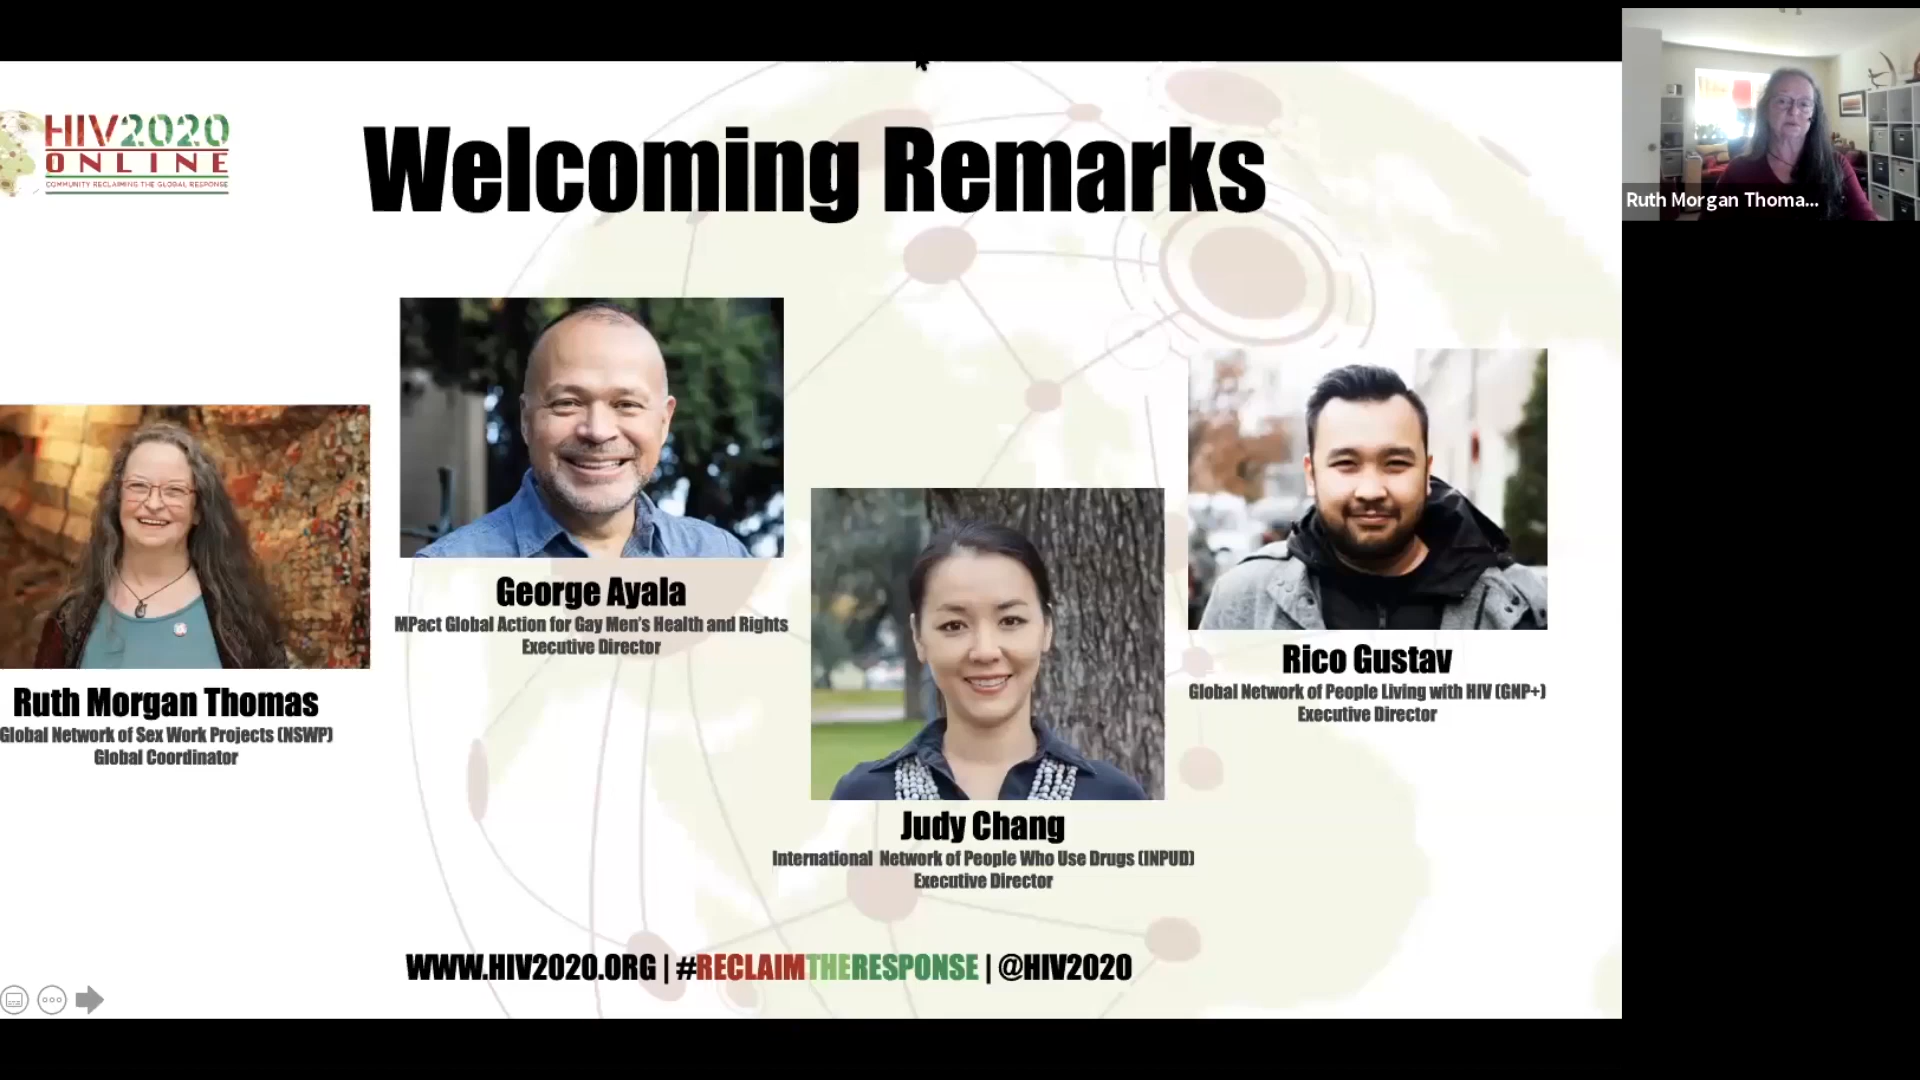 HIV2020
ONLINE
COMMUNITY RECLAIMING THE GLOBAL RESPONSE
Welcoming Remarks
Ruth Morgan Thoma...
George Ayala
MPact Global Action for Gay Men's Health and Rights
Executive Director
Rico Gustav
Global Network of People Living with HIV (GNP+)
Executive Director
Ruth Morgan Thomas
Global Network of Sex Work Projects (NSWP)
Global Coordinator
Judy Chang
International Network of People Who Use Drugs (INPUD)
Executive Director
WWW.HIV2020.ORG | #RECLAIMTHERESPONSE | @HIV2020